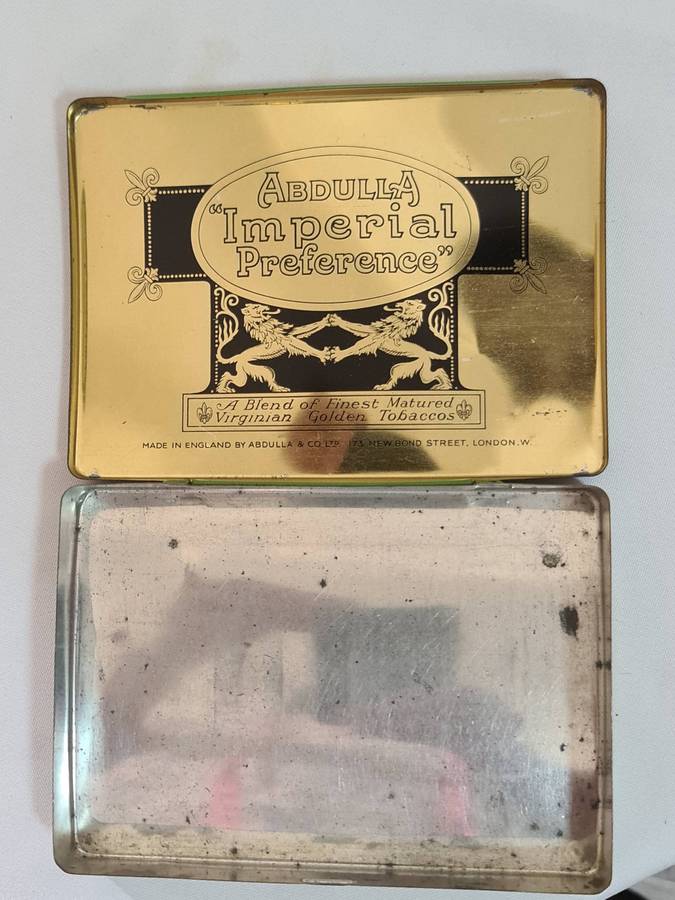 ABDULLA
"Imperial
Preference"
A Blend of Finest Matured
Virginian Golden Tobaccos
MADE IN ENGLAND BY ABDULLA & CO LTD. 173 NEW BOND STREET, LONDON.W.